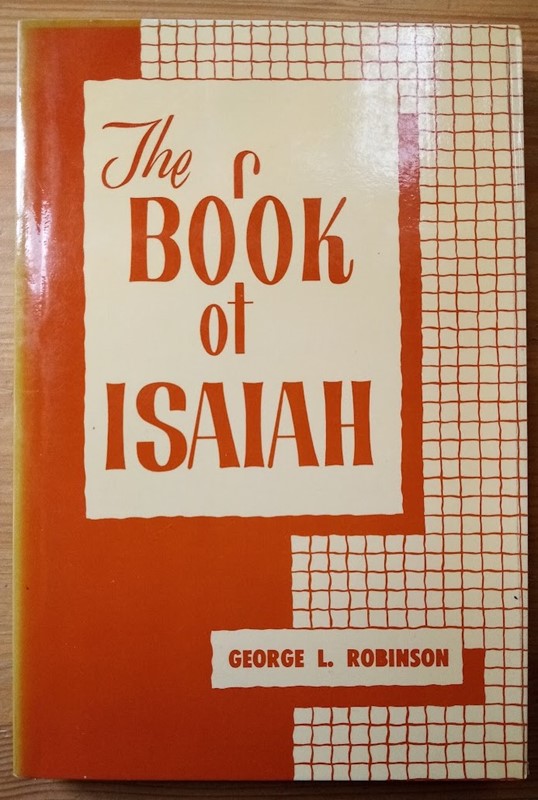 The
BOOK
of
ISAIAH
GEORGE L. ROBINSON